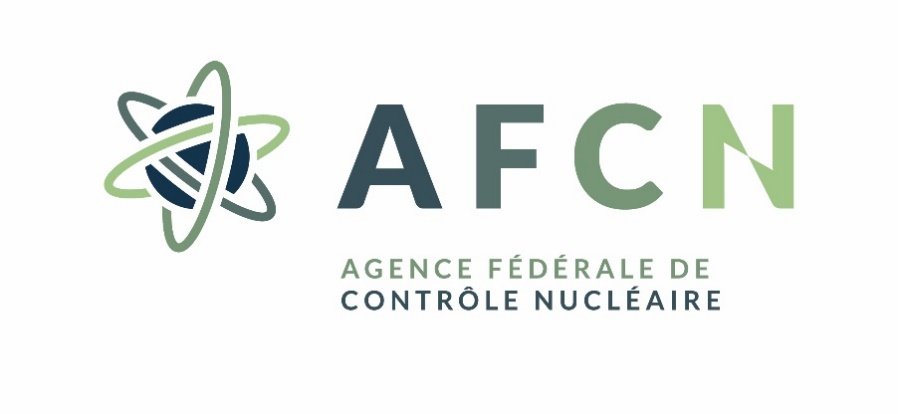 AFCN
AGENCE FÉDÉRALE DE
CONTRÔLE NUCLÉAIRE